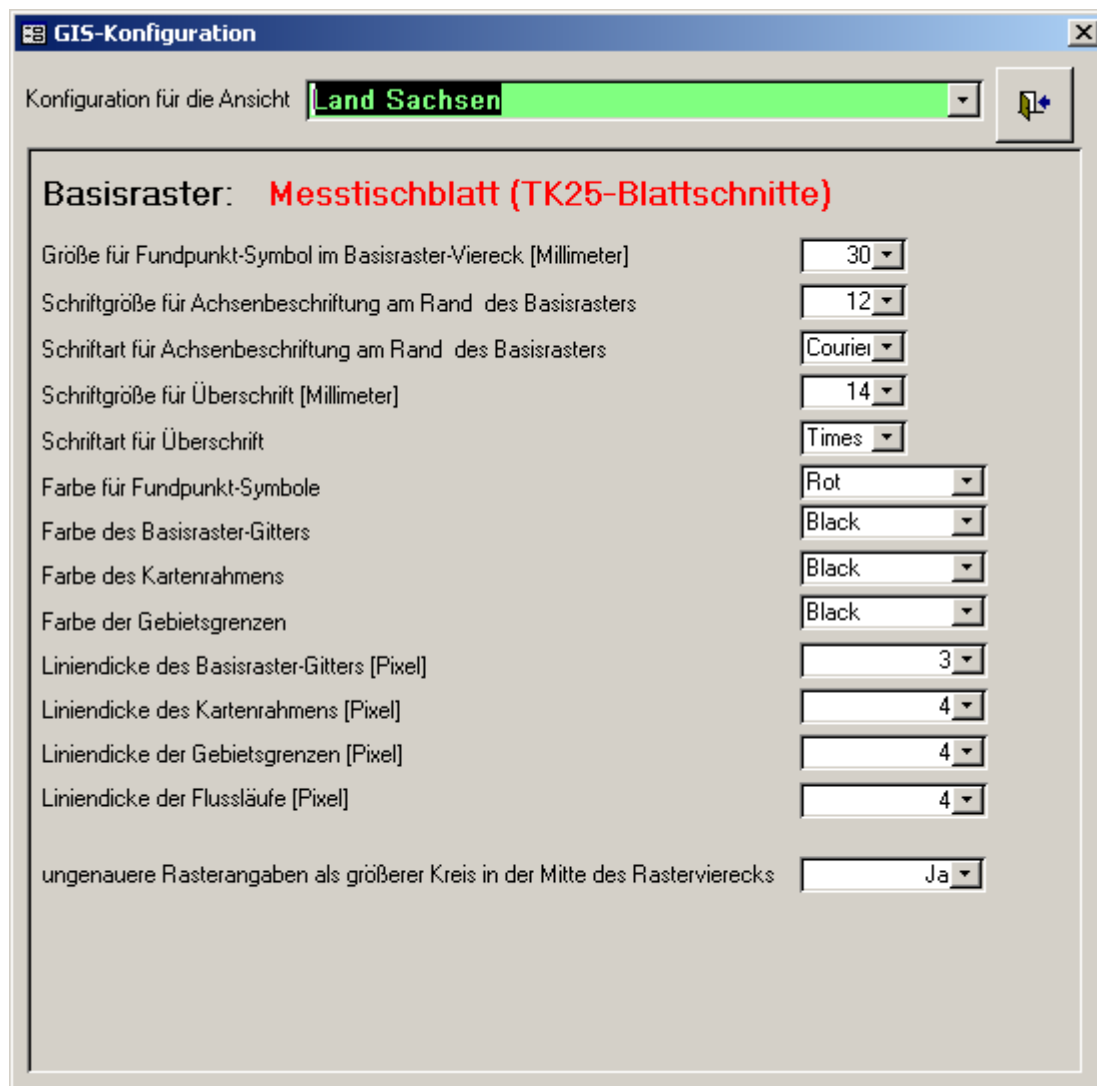 GIS-Konfiguration
Konfiguration für die Ansicht Land Sachsen
Basisraster: Messtischblatt (TK25-Blattschnitte)
Größe für Fundpunkt-Symbol im Basisraster-Viereck [Millimeter] 30
Schriftgröße für Achsenbeschriftung am Rand des Basisrasters 12
Schriftart für Achsenbeschriftung am Rand des Basisrasters Courier
Schriftgröße für Überschrift [Millimeter] 14
Schriftart für Überschrift Times
Farbe für Fundpunkt-Symbole Rot
Farbe des Basisraster-Gitters Black
Farbe des Kartenrahmens Black
Farbe der Gebietsgrenzen Black
Liniendicke des Basisraster-Gitters [Pixel] 3
Liniendicke des Kartenrahmens [Pixel] 4
Liniendicke der Gebietsgrenzen [Pixel] 4
Liniendicke der Flussläufe [Pixel] 4
ungenauere Rasterangaben als größerer Kreis in der Mitte des Rastervierecks Ja